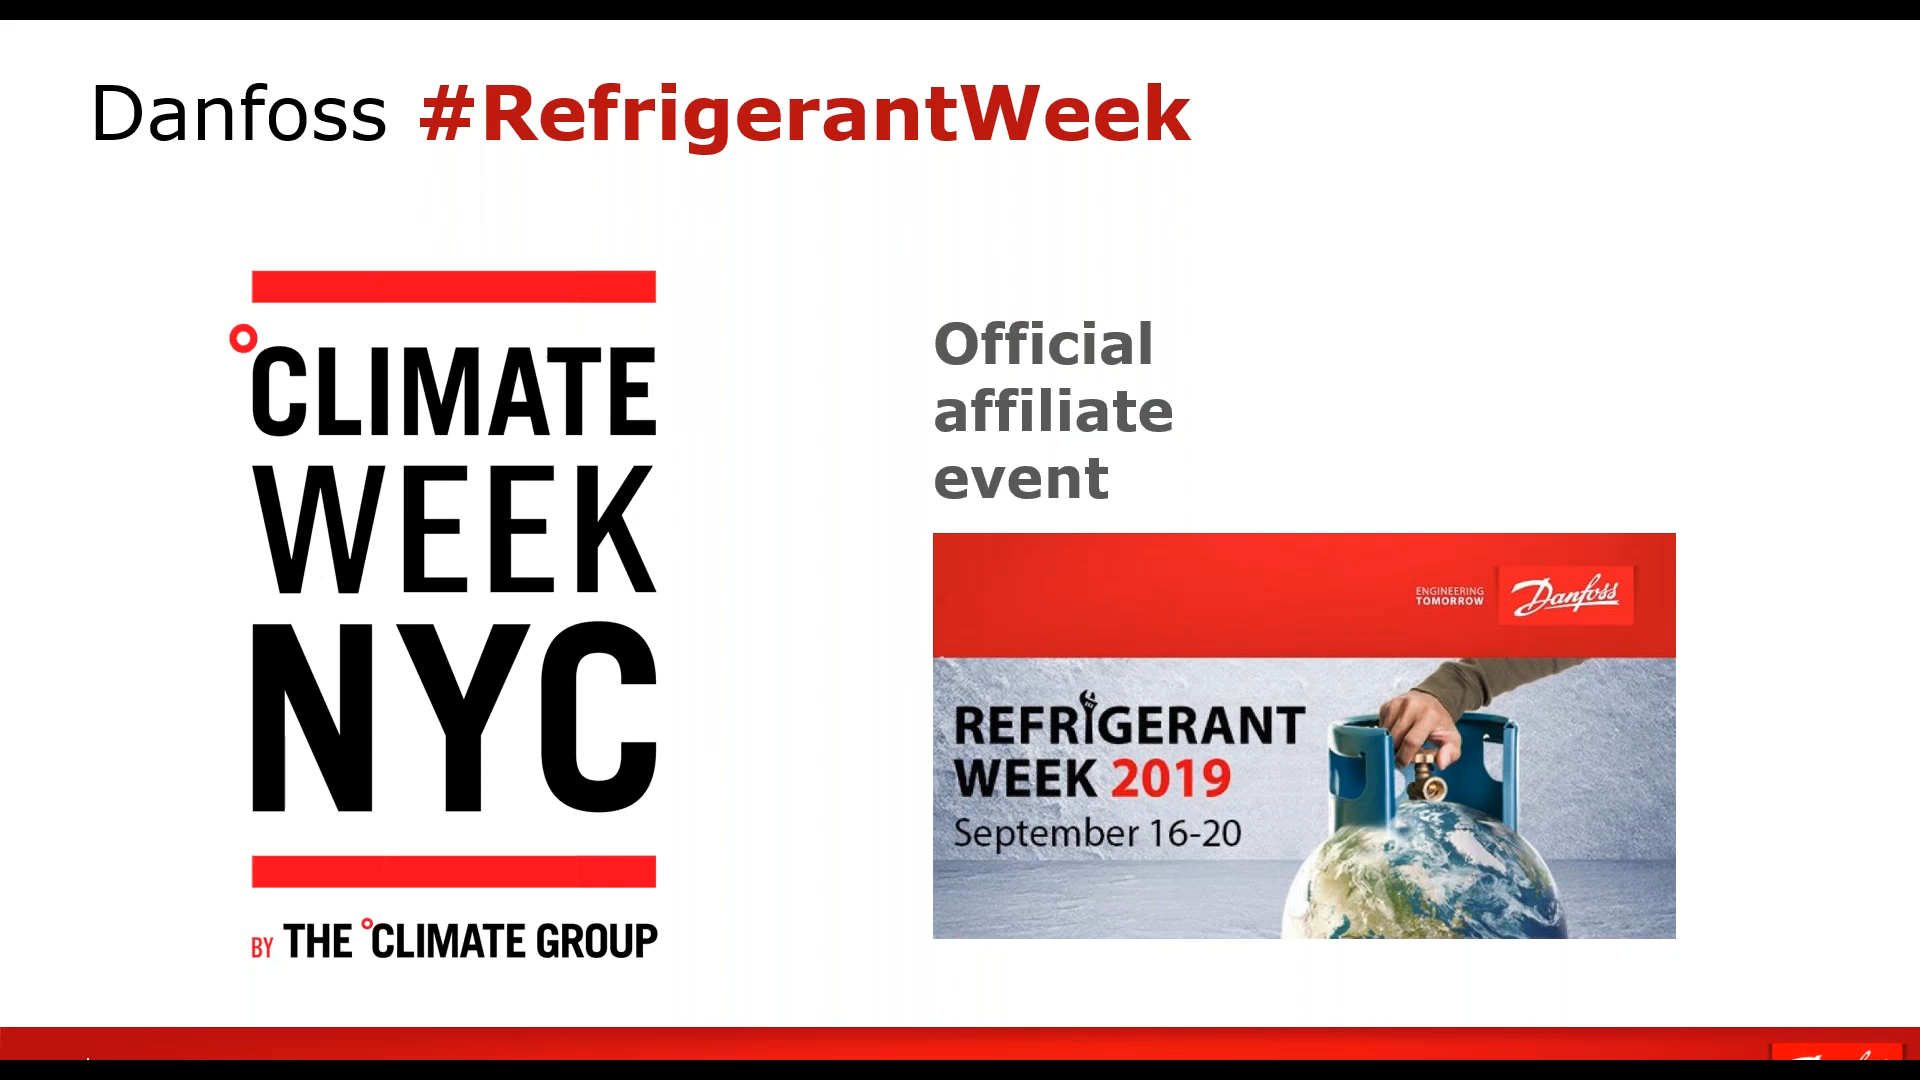 Danfoss #RefrigerantWeek
°CLIMATE
WEEK
NYC
BY THE °CLIMATE GROUP
Official
affiliate
event
ENGINEERING
TOMORROW
Danfoss
REFRIGERANT
WEEK 2019
September 16-20